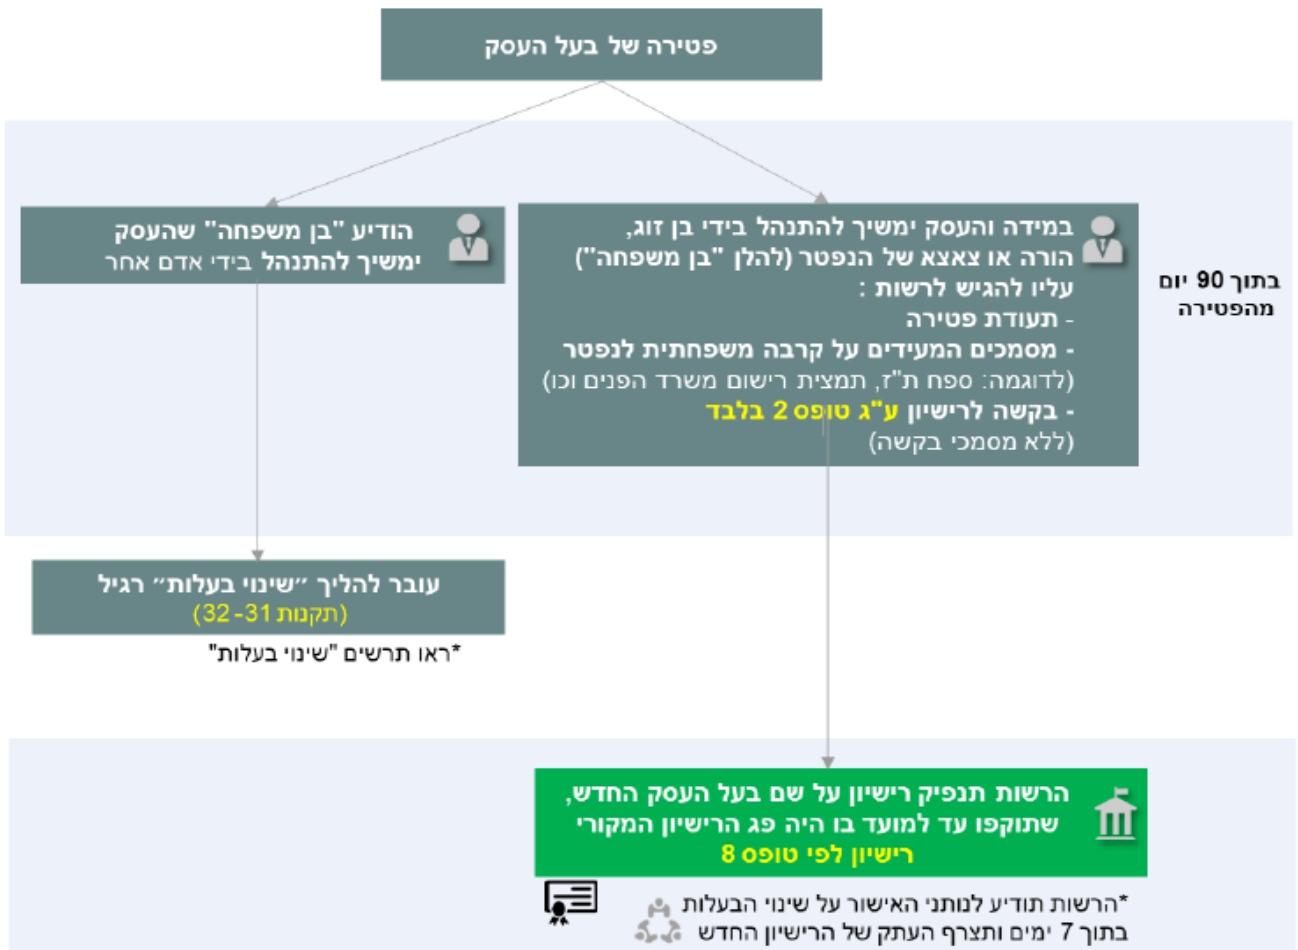 פטירה של בעל העסק
במידה והעסק ימשיך להתנהל בידי בן זוג,
הורה או צאצא של הנפטר (להלן "בן משפחה")
עליו להגיש לרשות :
- תעודת פטירה
- מסמכים המעידים על קרבה משפחתית לנפטר
(לדוגמה: ספח ת"ז, תמצית רישום משרד הפנים וכו)
- בקשה לרישיון ע"ג טופס 2 בלבד
(ללא מסמכי בקשה)
הודיע "בן משפחה" שהעסק
ימשיך להתנהל בידי אדם אחר
בתוך 90 יום
מהפטירה
עובר להליך ״שינוי בעלות״ רגיל
(תקנות 31-32)
*ראו תרשים "שינוי בעלות"
הרשות תנפיק רישיון על שם בעל העסק החדש,
שתוקפו עד למועד בו היה פג הרישיון המקורי
רישיון לפי טופס 8
*הרשות תודיע לנותני האישור על שינוי הבעלות
בתוך 7 ימים ותצרף העתק של הרישיון החדש